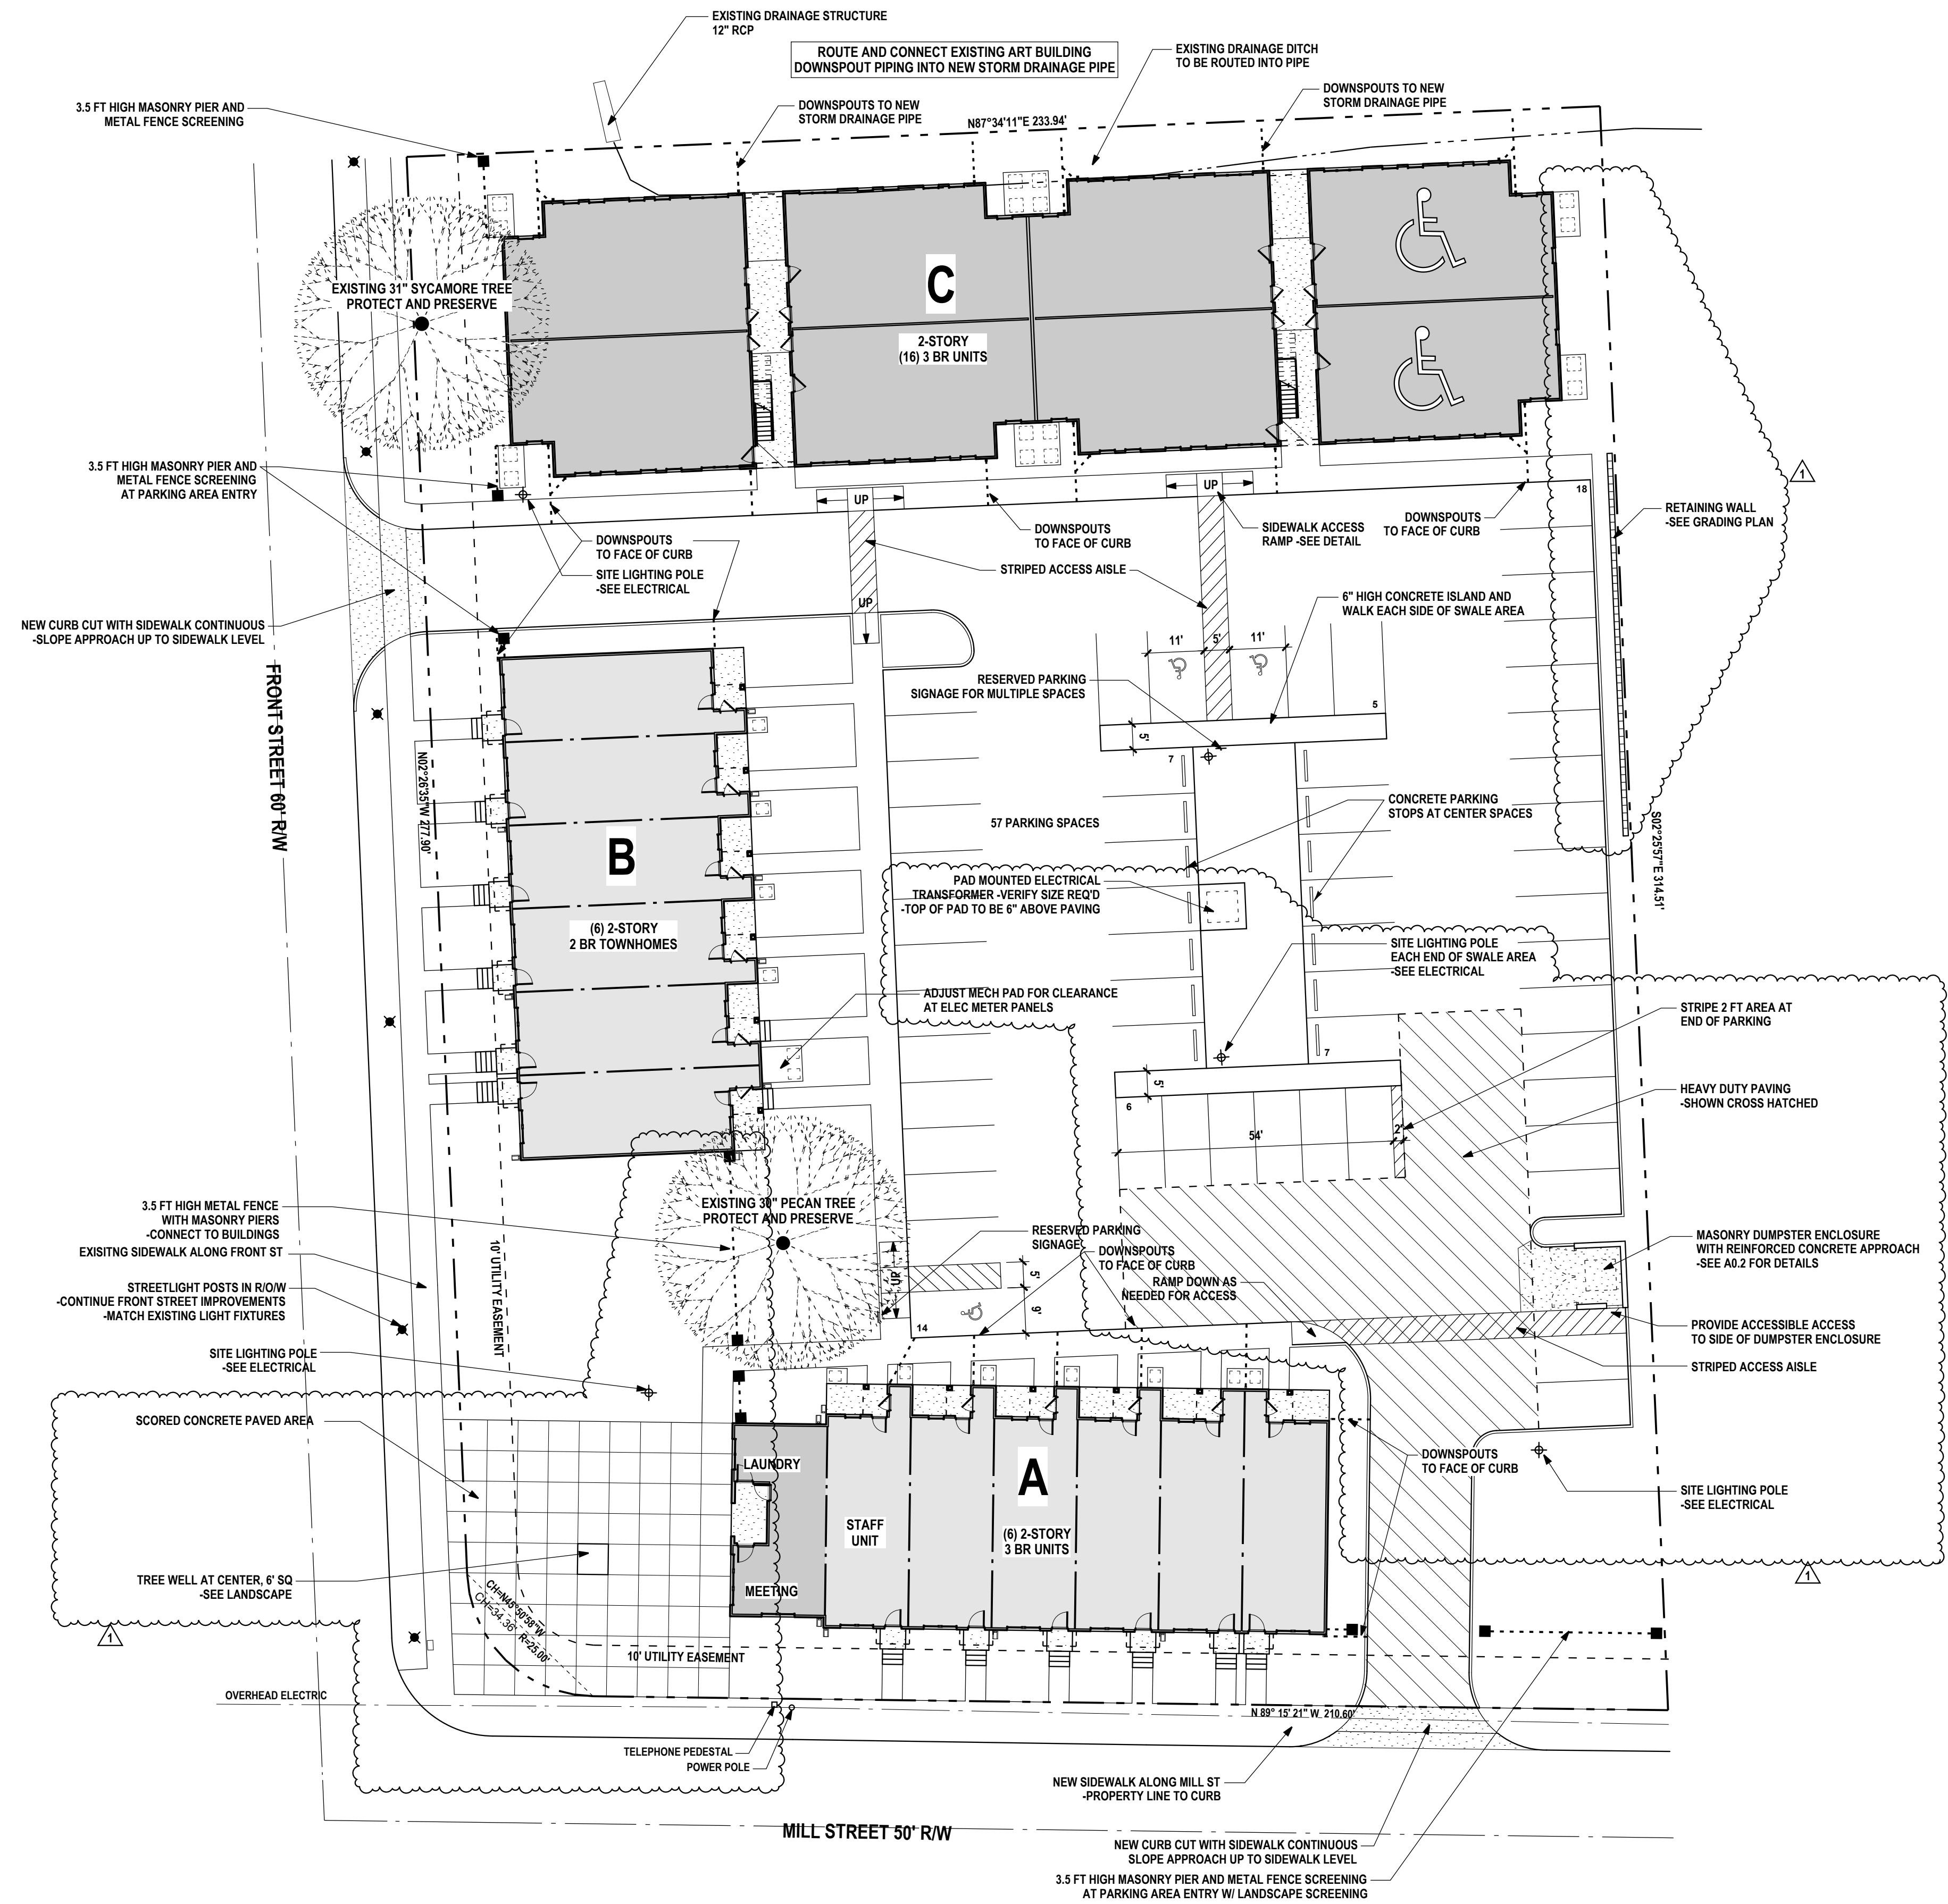 EXISTING DRAINAGE STRUCTURE
12" RCP
ROUTE AND CONNECT EXISTING ART BUILDING
DOWNSPOUT PIPING INTO NEW STORM DRAINAGE PIPE
EXISTING DRAINAGE DITCH
TO BE ROUTED INTO PIPE
3.5 FT HIGH MASONRY PIER AND
METAL FENCE SCREENING
DOWNSPOUTS TO NEW
STORM DRAINAGE PIPE
DOWNSPOUTS TO NEW
STORM DRAINAGE PIPE
N87°34'11"E 233.94'
EXISTING 31" SYCAMORE TREE
PROTECT AND PRESERVE
C
2-STORY
(16) 3 BR UNITS
3.5 FT HIGH MASONRY PIER AND
METAL FENCE SCREENING
AT PARKING AREA ENTRY
UP
UP
18
1
RETAINING WALL
-SEE GRADING PLAN
DOWNSPOUTS
TO FACE OF CURB
SITE LIGHTING POLE
-SEE ELECTRICAL
DOWNSPOUTS
TO FACE OF CURB
SIDEWALK ACCESS
RAMP -SEE DETAIL
DOWNSPOUTS
TO FACE OF CURB
STRIPED ACCESS AISLE
UP
6" HIGH CONCRETE ISLAND AND
WALK EACH SIDE OF SWALE AREA
NEW CURB CUT WITH SIDEWALK CONTINUOUS
-SLOPE APPROACH UP TO SIDEWALK LEVEL
11'
5'
11'
RESERVED PARKING
SIGNAGE FOR MULTIPLE SPACES
5
5'
7
FRONT STREET 60' R/W
N02°26'35"W 277.90'
B
(6) 2-STORY
2 BR TOWNHOMES
57 PARKING SPACES
CONCRETE PARKING
STOPS AT CENTER SPACES
S02°25'57"E 314.51'
PAD MOUNTED ELECTRICAL
TRANSFORMER -VERIFY SIZE REQ'D
-TOP OF PAD TO BE 6" ABOVE PAVING
SITE LIGHTING POLE
EACH END OF SWALE AREA
-SEE ELECTRICAL
ADJUST MECH PAD FOR CLEARANCE
AT ELEC METER PANELS
STRIPE 2 FT AREA AT
END OF PARKING
7
5'
6
54'
2'
HEAVY DUTY PAVING
-SHOWN CROSS HATCHED
3.5 FT HIGH METAL FENCE
WITH MASONRY PIERS
-CONNECT TO BUILDINGS
EXISITNG SIDEWALK ALONG FRONT ST
EXISTING 30" PECAN TREE
PROTECT AND PRESERVE
RESERVED PARKING
SIGNAGE
DOWNSPOUTS
TO FACE OF CURB
RAMP DOWN AS
NEEDED FOR ACCESS
UP
5'
9'
14
MASONRY DUMPSTER ENCLOSURE
WITH REINFORCED CONCRETE APPROACH
-SEE A0.2 FOR DETAILS
10' UTILITY EASEMENT
STREETLIGHT POSTS IN R/O/W
-CONTINUE FRONT STREET IMPROVEMENTS
-MATCH EXISTING LIGHT FIXTURES
PROVIDE ACCESSIBLE ACCESS
TO SIDE OF DUMPSTER ENCLOSURE
STRIPED ACCESS AISLE
SITE LIGHTING POLE
-SEE ELECTRICAL
SCORED CONCRETE PAVED AREA
LAUNDRY
A
DOWNSPOUTS
TO FACE OF CURB
SITE LIGHTING POLE
-SEE ELECTRICAL
STAFF
UNIT
(6) 2-STORY
3 BR UNITS
TREE WELL AT CENTER, 6' SQ
-SEE LANDSCAPE
MEETING
CH=N45°50'58"W
CH=34.36' R=25.00'
1
1
10' UTILITY EASEMENT
OVERHEAD ELECTRIC
N 89° 15' 21" W 210.60'
TELEPHONE PEDESTAL
POWER POLE
NEW SIDEWALK ALONG MILL ST
-PROPERTY LINE TO CURB
MILL STREET 50' R/W
NEW CURB CUT WITH SIDEWALK CONTINUOUS
SLOPE APPROACH UP TO SIDEWALK LEVEL
3.5 FT HIGH MASONRY PIER AND METAL FENCE SCREENING
AT PARKING AREA ENTRY W/ LANDSCAPE SCREENING